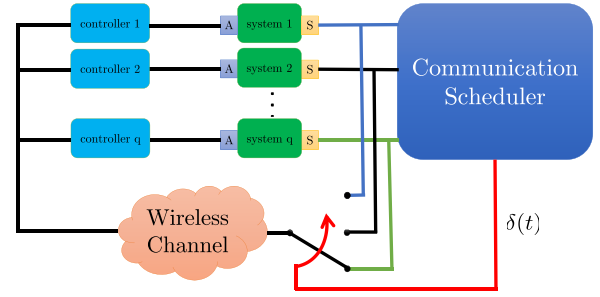 controller 1
A
system 1
S
controller 2
A
system 2
S
controller q
A
system q
S
Communication
Scheduler
Wireless
Channel
δ(t)